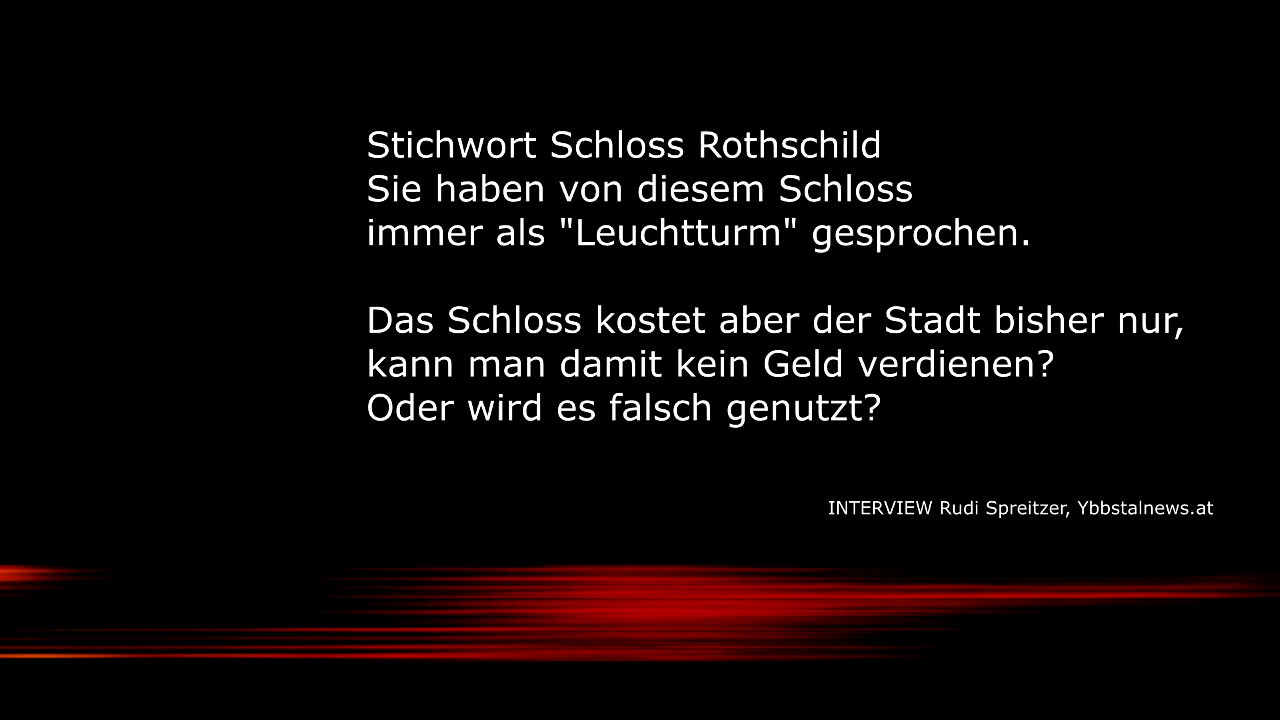 Stichwort Schloss Rothschild
Sie haben von diesem Schloss
immer als "Leuchtturm" gesprochen.
Das Schloss kostet aber der Stadt bisher nur,
kann man damit kein Geld verdienen?
Oder wird es falsch genutzt?
INTERVIEW Rudi Spreitzer, Ybbstalnews.at